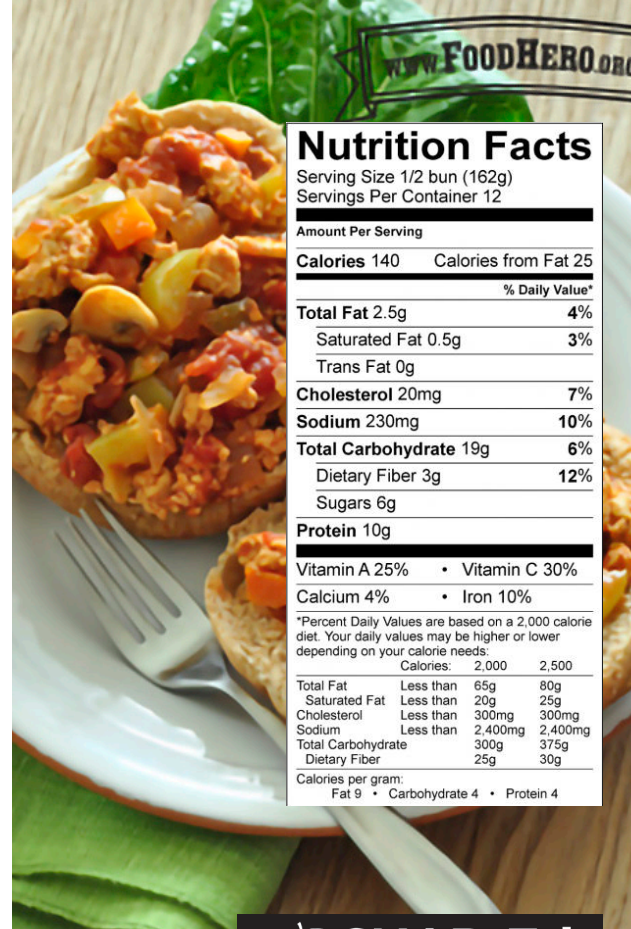 www.FOODHERO.ORG
Nutrition Facts
Serving Size 1/2 bun (162g)
Servings Per Container 12
Amount Per Serving
Calories 140 Calories from Fat 25
% Daily Value*
Total Fat 2.5g 4%
Saturated Fat 0.5g 3%
Trans Fat 0g
Cholesterol 20mg 7%
Sodium 230mg 10%
Total Carbohydrate 19g 6%
Dietary Fiber 3g 12%
Sugars 6g
Protein 10g
Vitamin A 25% • Vitamin C 30%
Calcium 4% • Iron 10%
*Percent Daily Values are based on a 2,000 calorie
diet. Your daily values may be higher or lower
depending on your calorie needs:
Calories: 2,000 2,500
Total Fat Less than 65g 80g
Saturated Fat Less than 20g 25g
Cholesterol Less than 300mg 300mg
Sodium Less than 2,400mg 2,400mg
Total Carbohydrate 300g 375g
Dietary Fiber 25g 30g
Calories per gram:
Fat 9 • Carbohydrate 4 • Protein 4